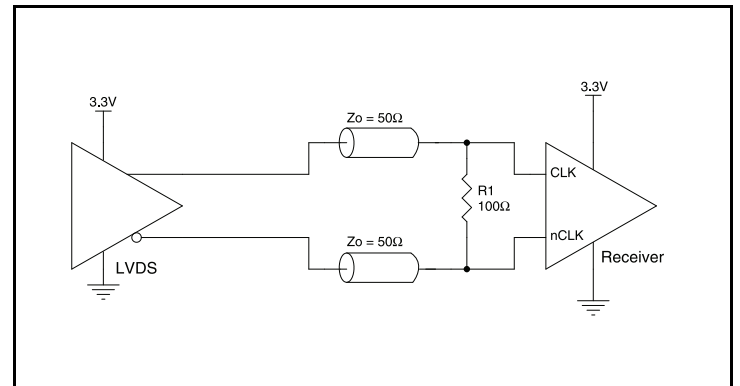 3.3V
3.3V
Zo = 50Ω
CLK
R1
100Ω
nCLK
Zo = 50Ω
Receiver
LVDS